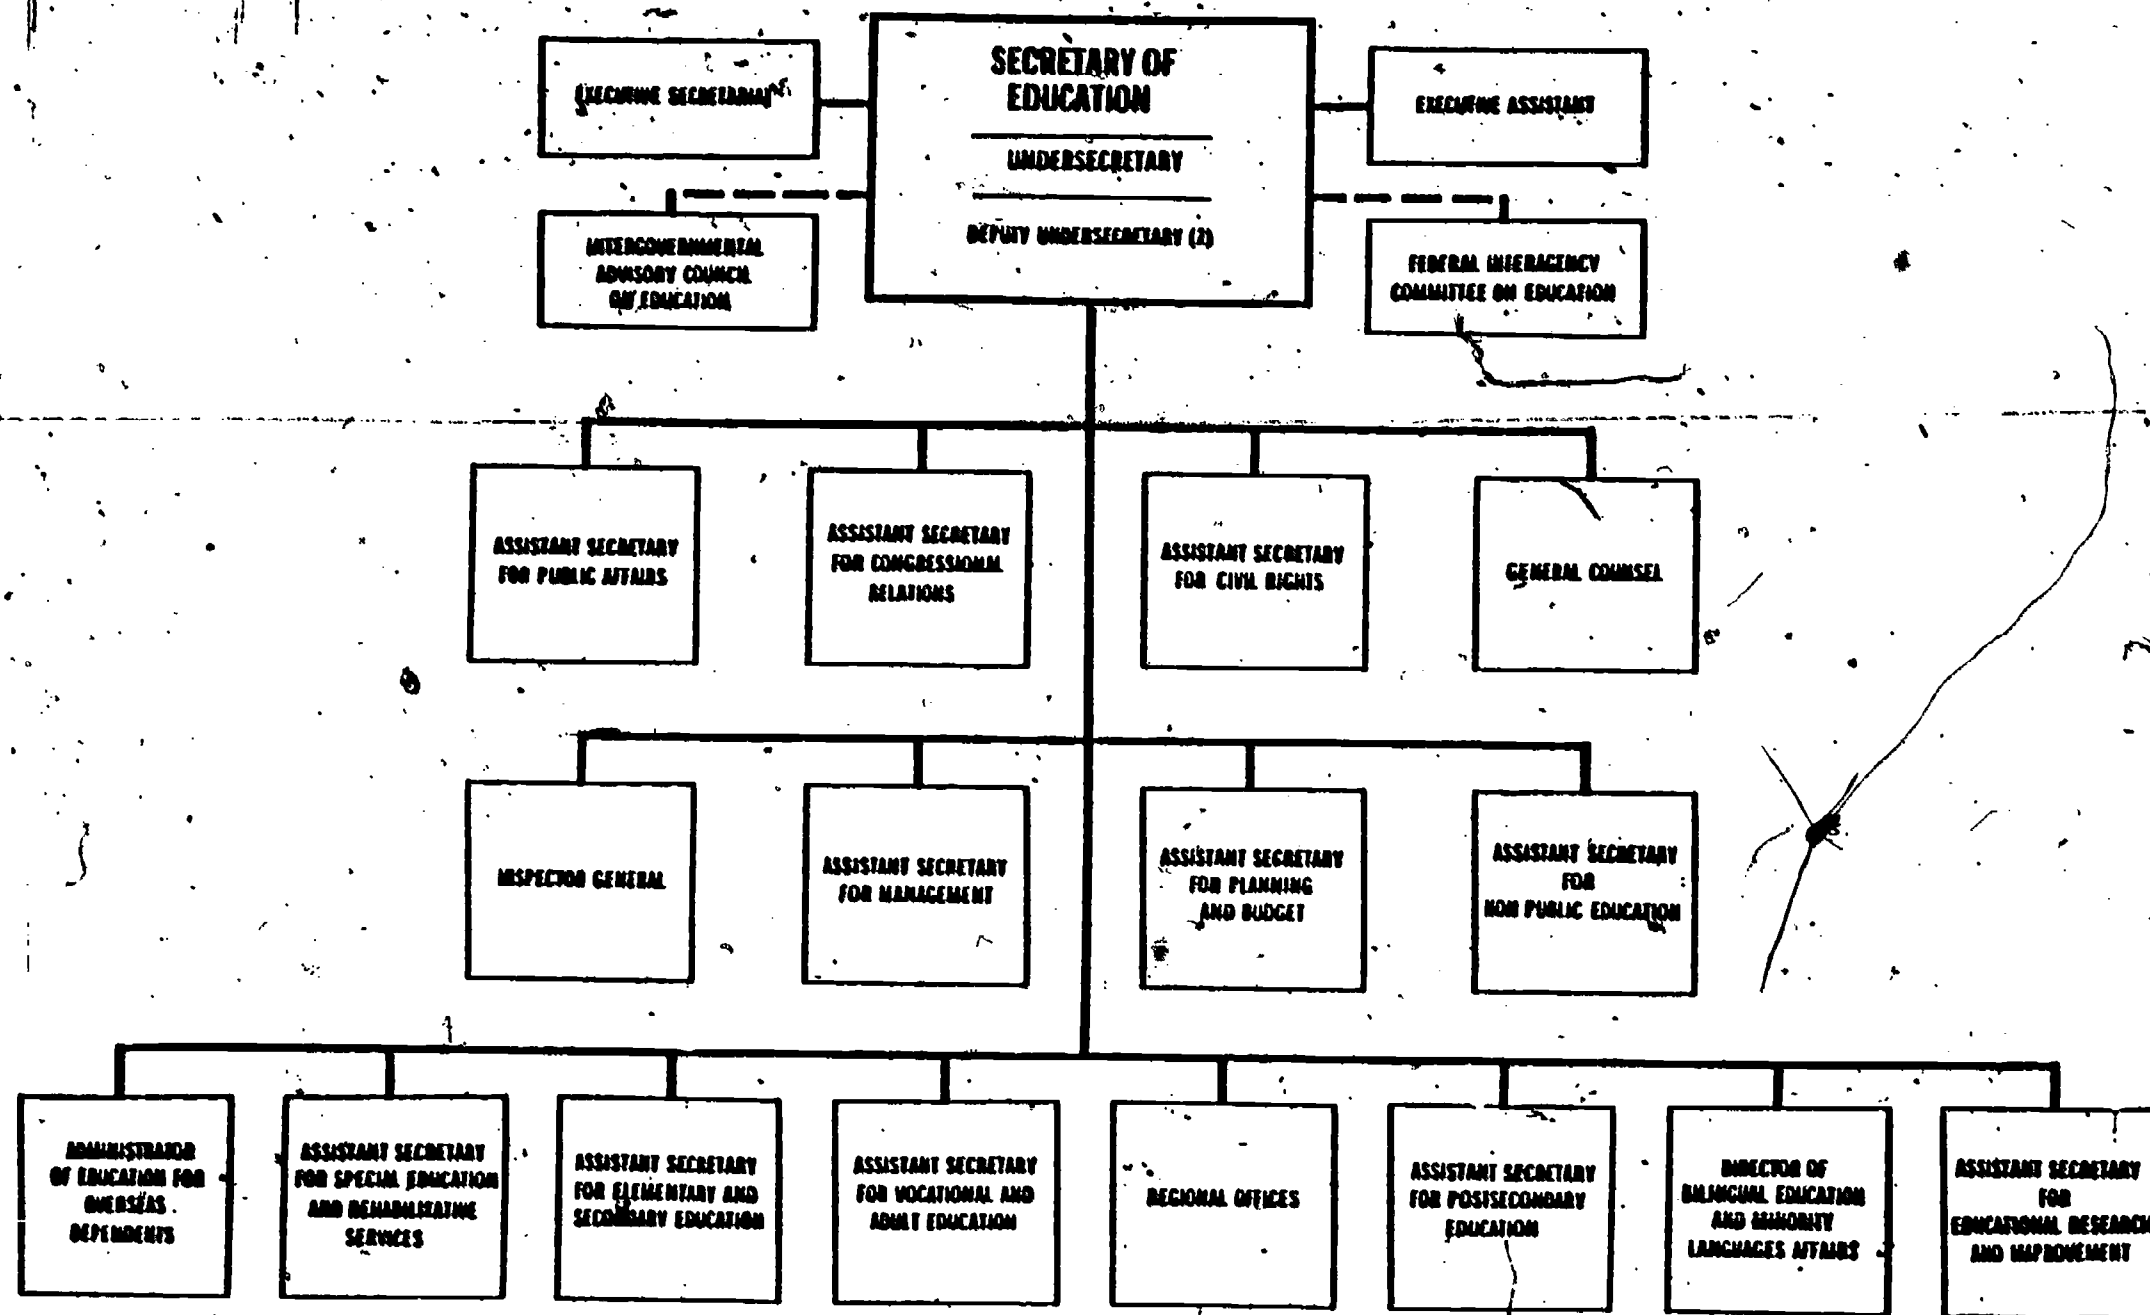 SECRETARY OF
EDUCATION
UNDERSECRETARY
DEPUTY UNDERSECRETARY (2)
EXECUTIVE SECRETARIAT
EXECUTIVE ASSISTANT
INTERGOVERNMENTAL
ADVISORY COUNCIL
ON EDUCATION
FEDERAL INTERAGENCY
COMMITTEE ON EDUCATION
ASSISTANT SECRETARY
FOR PUBLIC AFFAIRS
ASSISTANT SECRETARY
FOR CONGRESSIONAL
RELATIONS
ASSISTANT SECRETARY
FOR CIVIL RIGHTS
GENERAL COUNSEL
INSPECTOR GENERAL
ASSISTANT SECRETARY
FOR MANAGEMENT
ASSISTANT SECRETARY
FOR PLANNING
AND BUDGET
ASSISTANT SECRETARY
FOR
NON PUBLIC EDUCATION
ADMINISTRATOR
OF EDUCATION FOR
OVERSEAS
DEPENDENTS
ASSISTANT SECRETARY
FOR SPECIAL EDUCATION
AND REHABILITATIVE
SERVICES
ASSISTANT SECRETARY
FOR ELEMENTARY AND
SECONDARY EDUCATION
ASSISTANT SECRETARY
FOR VOCATIONAL AND
ADULT EDUCATION
REGIONAL OFFICES
ASSISTANT SECRETARY
FOR POSTSECONDARY
EDUCATION
DIRECTOR OF
BILINGUAL EDUCATION
AND MINORITY
LANGUAGES AFFAIRS
ASSISTANT SECRETARY
FOR
EDUCATIONAL RESEARCH
AND IMPROVEMENT